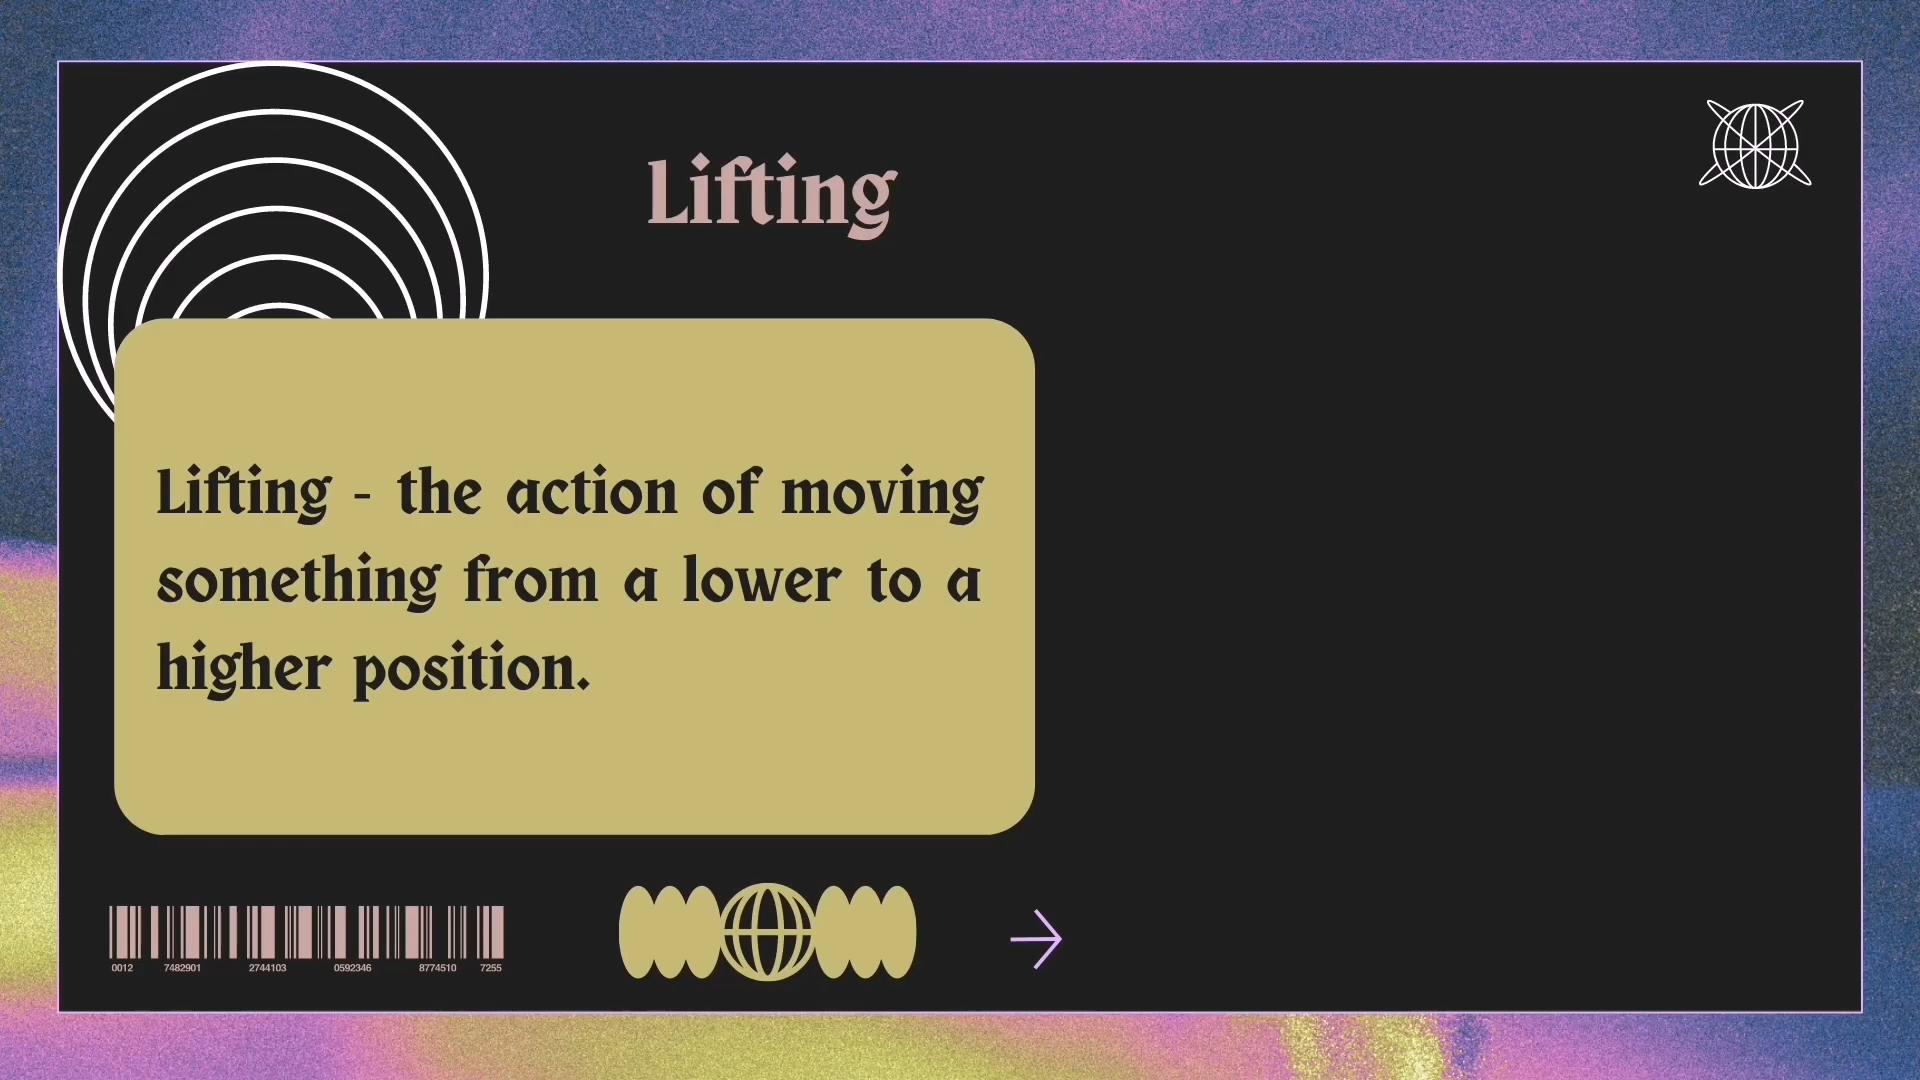 Lifting
Lifting - the action of moving
something from a lower to a
higher position.
0012 7482901 2744103 0592346 8774510 7255